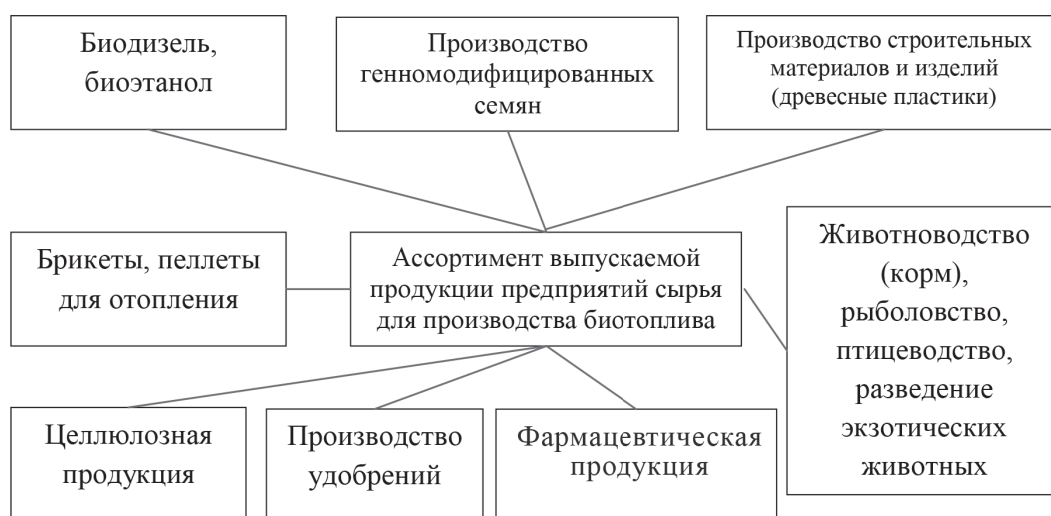 Биодизель,
биоэтанол
Производство
генномодифицированных
семян
Производство строительных
материалов и изделий
(древесные пластики)
Брикеты, пеллеты
для отопления
Ассортимент выпускаемой
продукции предприятий сырья
для производства биотоплива
Животноводство
(корм),
рыболовство,
птицеводство,
разведение
экзотических
животных
Целлюлозная
продукция
Производство
удобрений
Фармацевтическая
продукция